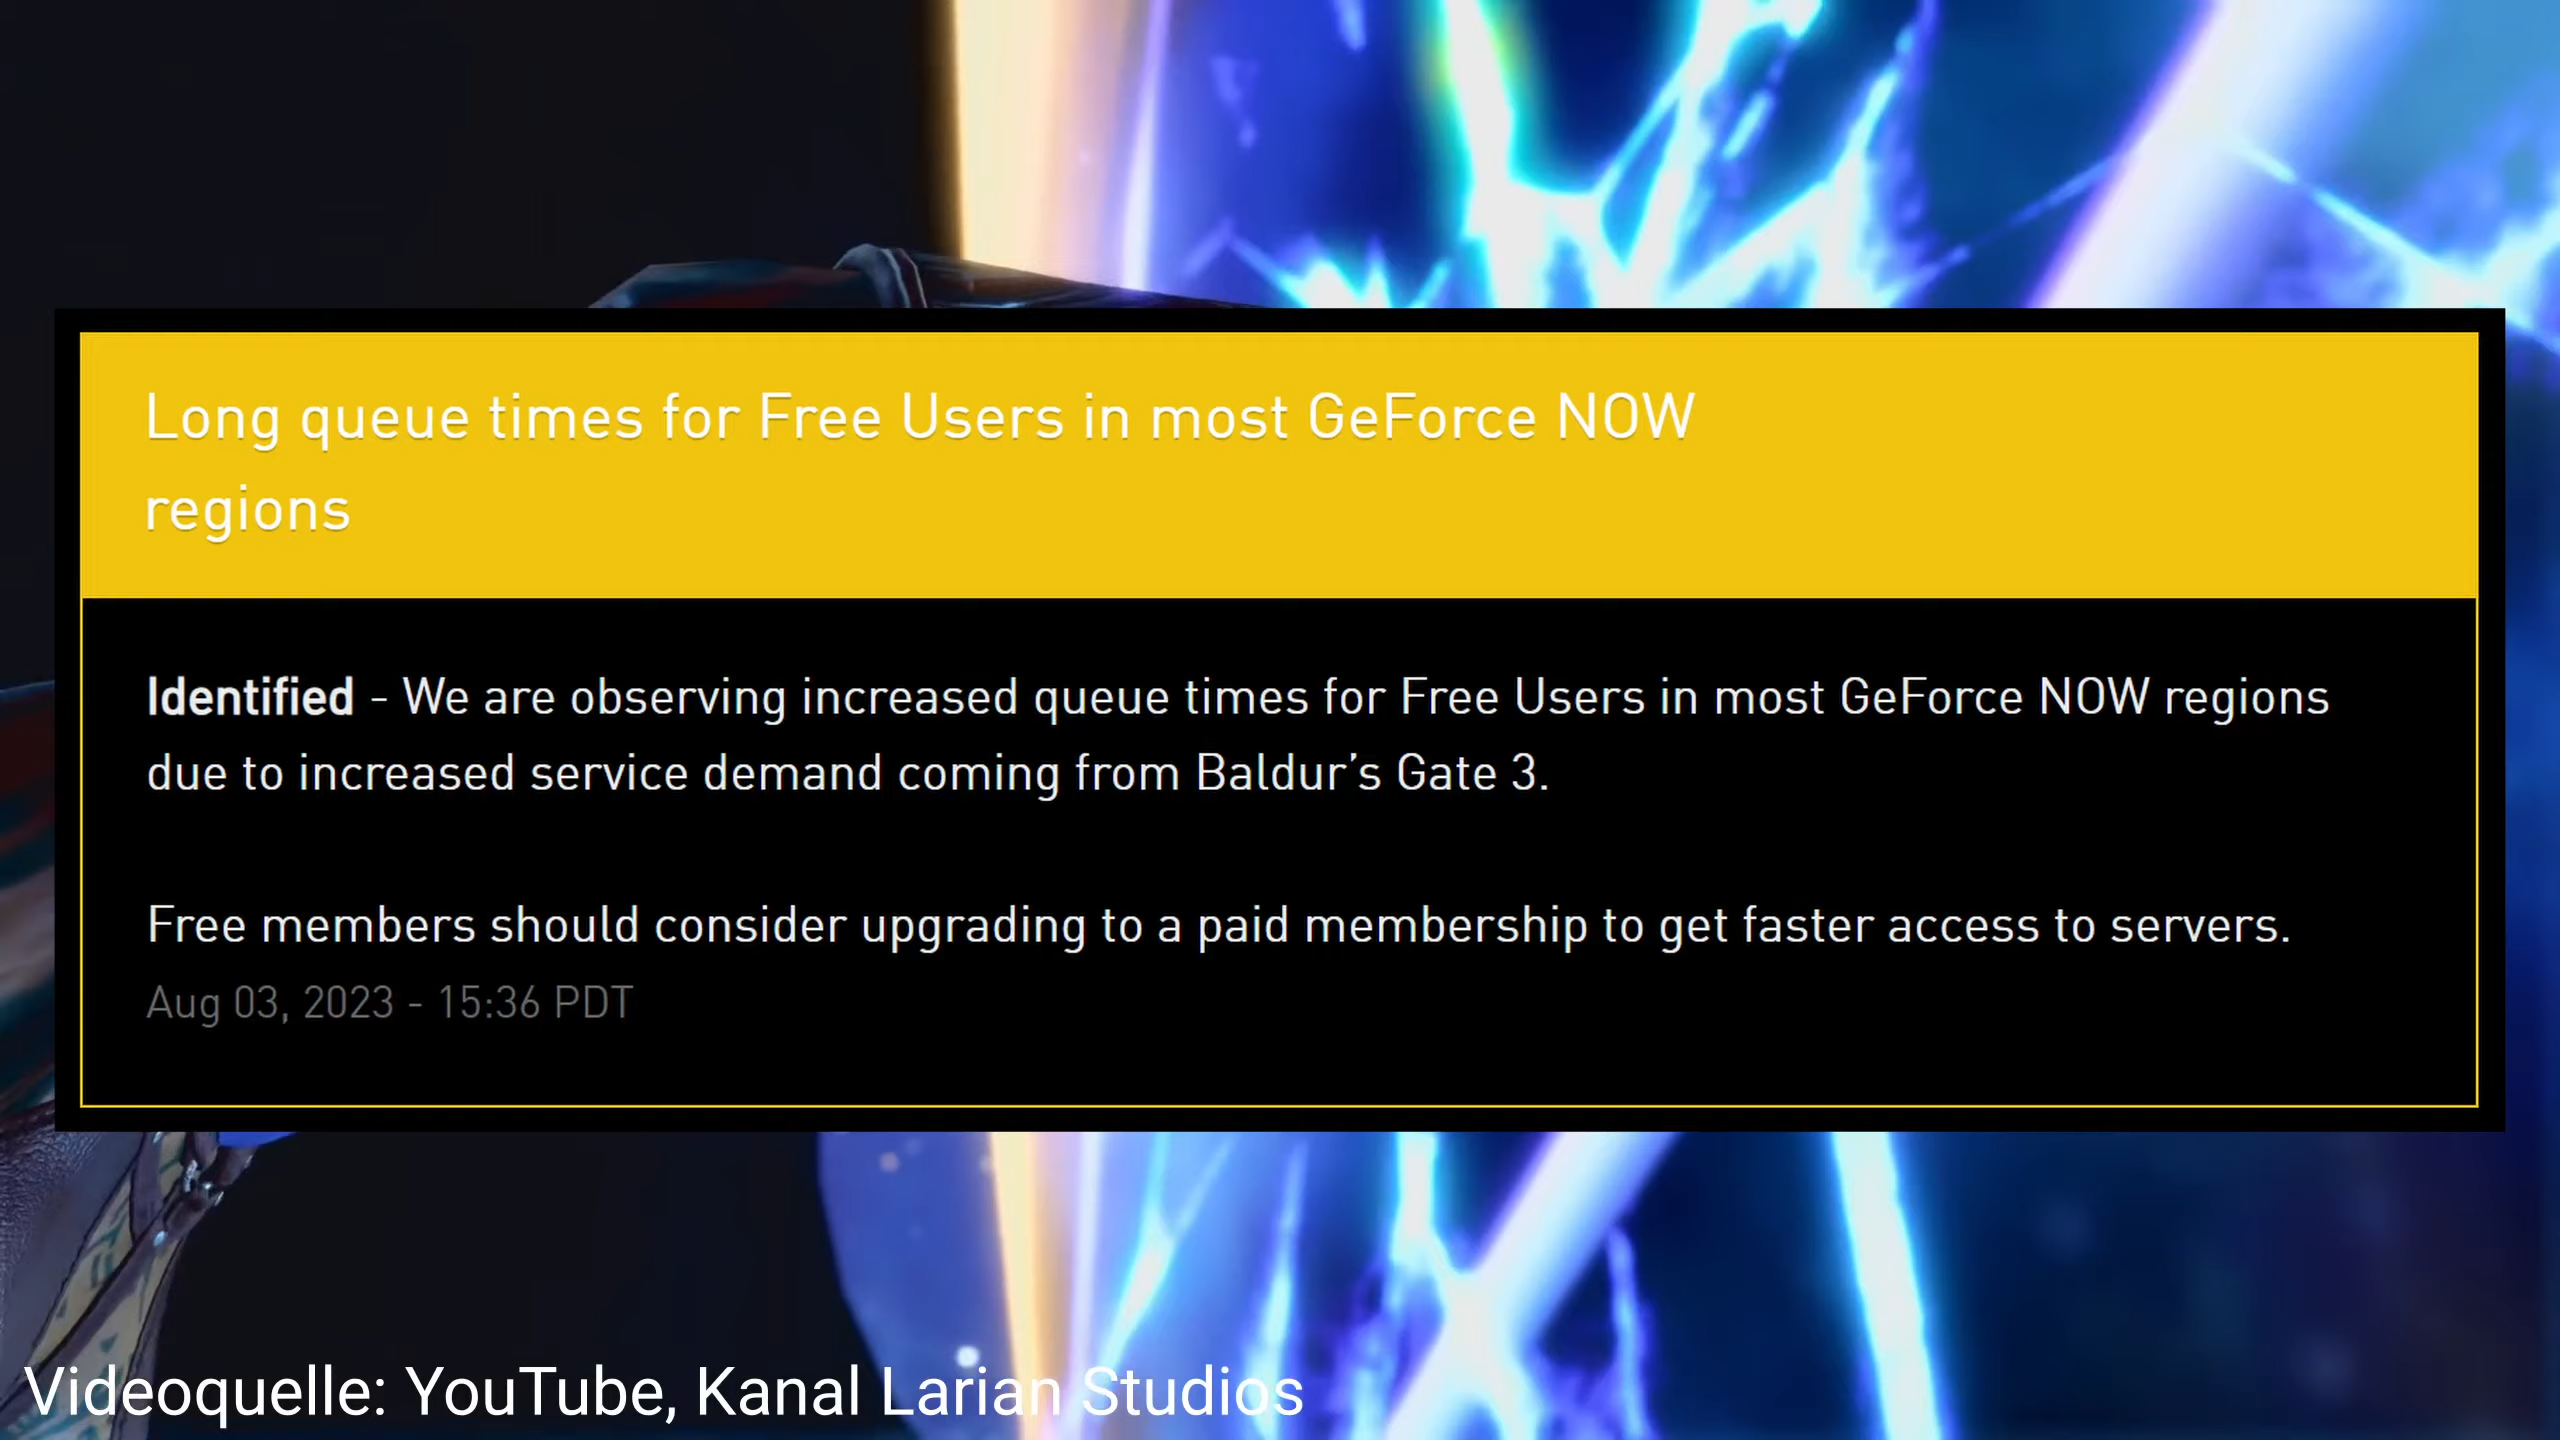 Long queue times for Free Users in most GeForce NOW
regions
Identified - We are observing increased queue times for Free Users in most GeForce NOW regions
due to increased service demand coming from Baldur’s Gate 3.
Free members should consider upgrading to a paid membership to get faster access to servers.
Aug 03, 2023 - 15:36 PDT
Videoquelle: YouTube, Kanal Larian Studios